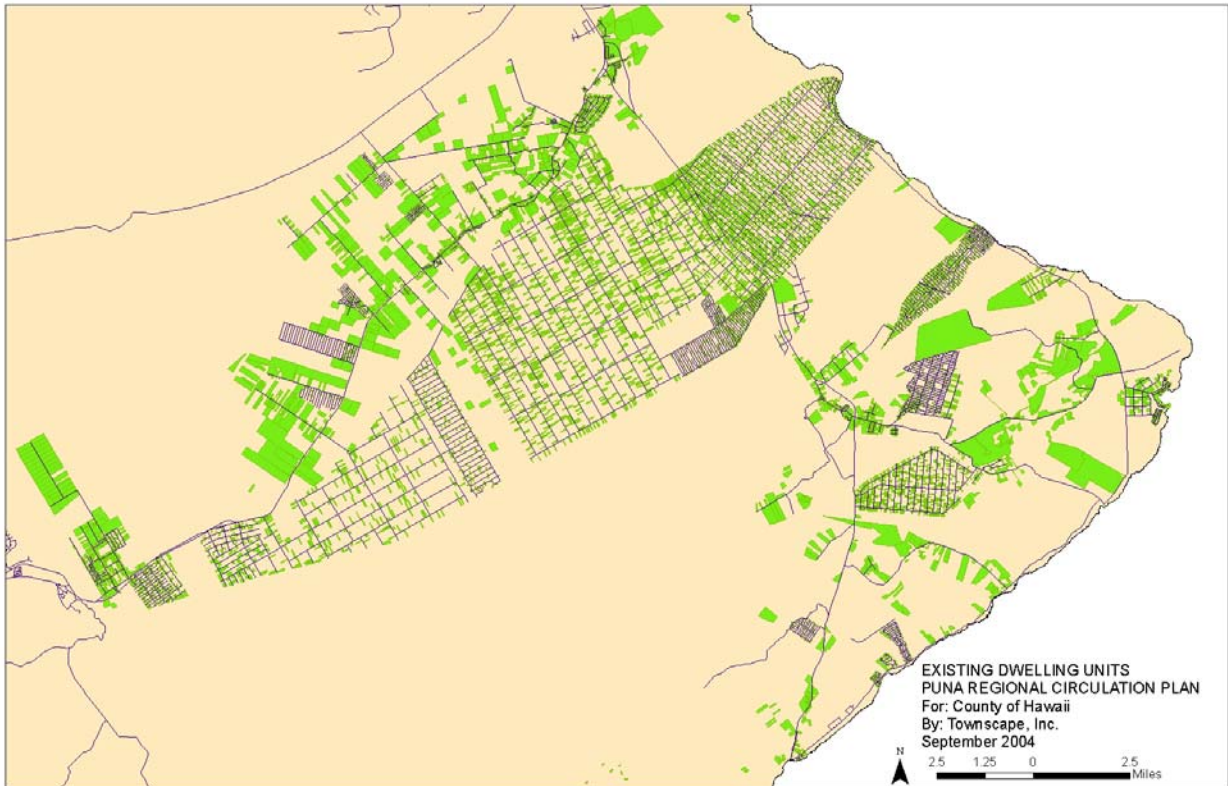 EXISTING DWELLING UNITS
PUNA REGIONAL CIRCULATION PLAN
For: County of Hawaii
By: Townscape, Inc.
September 2004
N
2.5 1.25 0 2.5
Miles